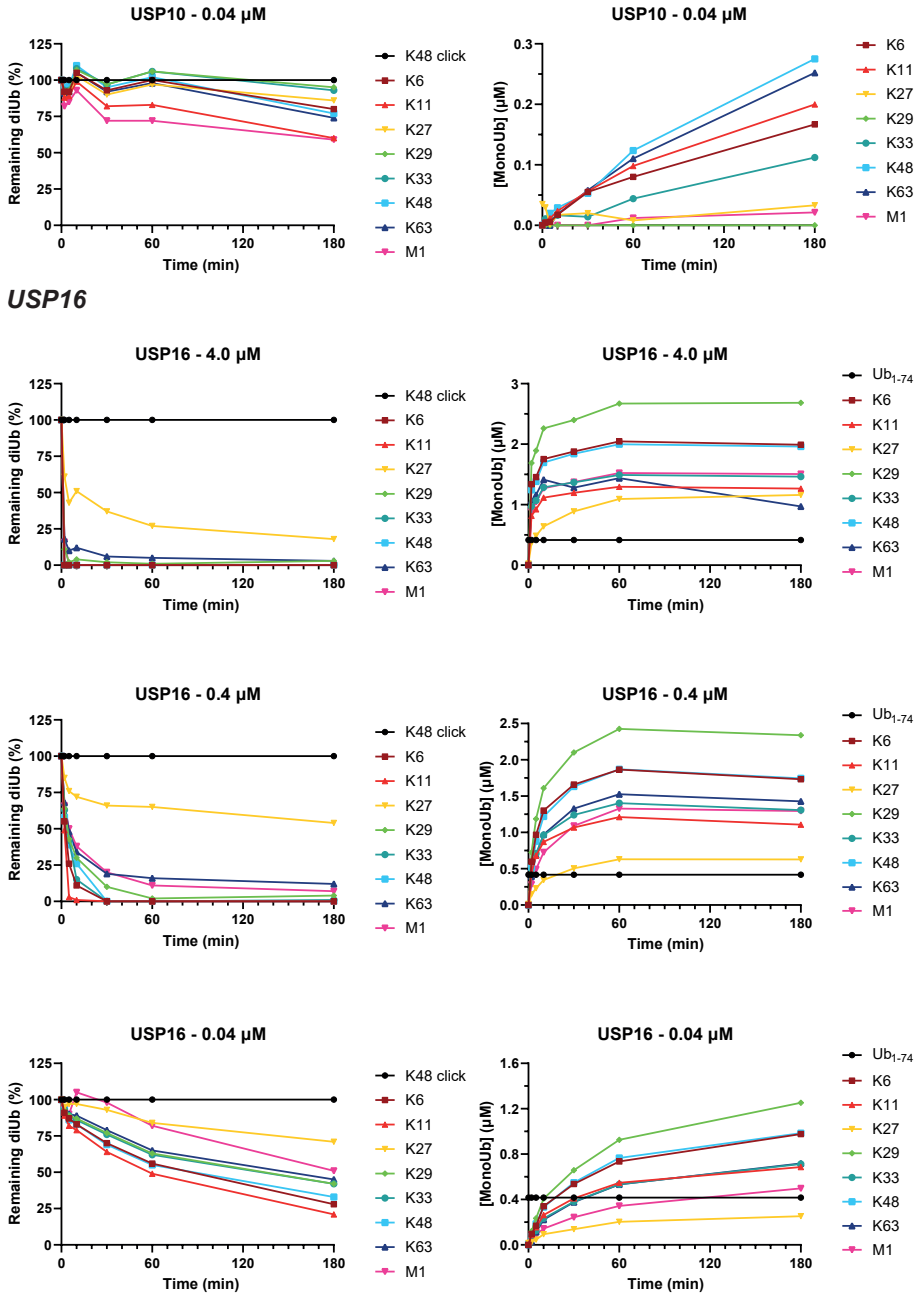 USP10 - 0.04 µM
Remaining diUb (%)
125
100
75
50
25
0
0
60
120
180
Time (min)
K48 click
K6
K11
K27
K29
K33
K48
K63
M1
USP10 - 0.04 µM
[MonoUb] (µM)
0.3
0.2
0.1
0.0
0
60
120
180
Time (min)
K6
K11
K27
K29
K33
K48
K63
M1
USP16
USP16 - 4.0 µM
Remaining diUb (%)
125
100
75
50
25
0
0
60
120
180
Time (min)
K48 click
K6
K11
K27
K29
K33
K48
K63
M1
USP16 - 4.0 µM
[MonoUb] (µM)
3
2
1
0
0
60
120
180
Time (min)
Ub1-74
K6
K11
K27
K29
K33
K48
K63
M1
USP16 - 0.4 µM
Remaining diUb (%)
125
100
75
50
25
0
0
60
120
180
Time (min)
K48 click
K6
K11
K27
K29
K33
K48
K63
M1
USP16 - 0.4 µM
[MonoUb] (µM)
2.5
2.0
1.5
1.0
0.5
0.0
0
60
120
180
Time (min)
Ub1-74
K6
K11
K27
K29
K33
K48
K63
M1
USP16 - 0.04 µM
Remaining diUb (%)
125
100
75
50
25
0
0
60
120
180
Time (min)
K48 click
K6
K11
K27
K29
K33
K48
K63
M1
USP16 - 0.04 µM
[MonoUb] (µM)
1.6
1.2
0.8
0.4
0.0
0
60
120
180
Time (min)
Ub1-74
K6
K11
K27
K29
K33
K48
K63
M1